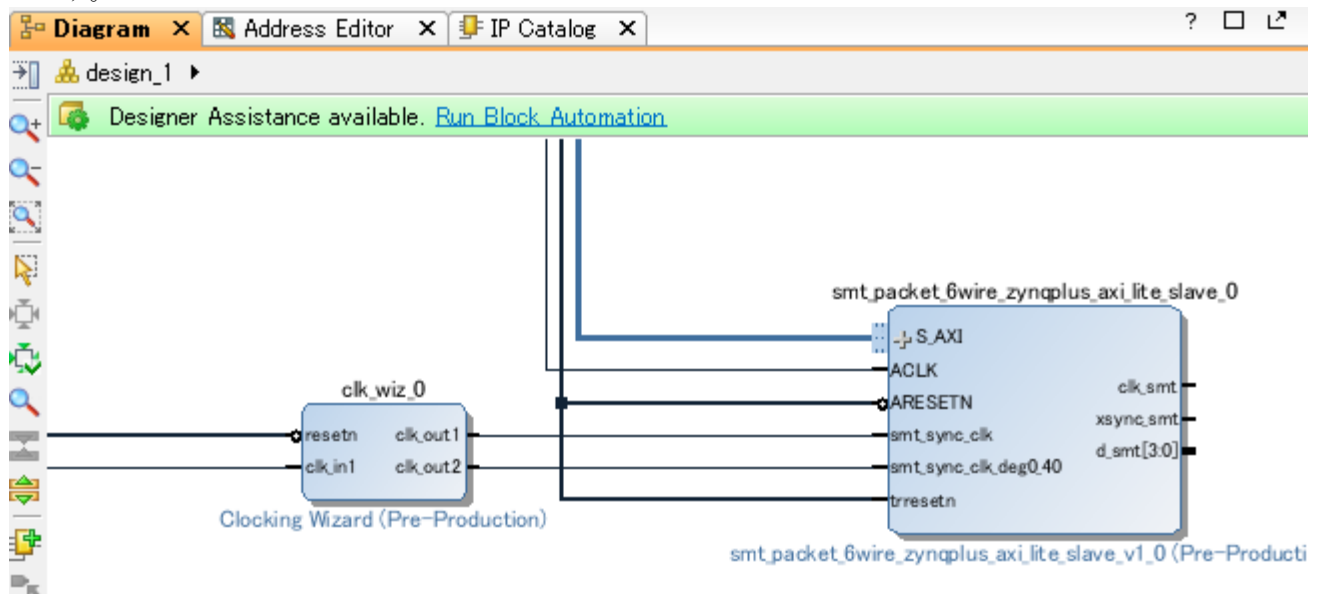 Diagram × Address Editor × IP Catalog × ?
design_1
Designer Assistance available. Run Block Automation
smt_packet_6wire_zynqplus_axi_lite_slave_0
S_AXI
ACLK
clk_smt
ARESETN
xsync_smt
smt_sync_clk
d_smt[3:0]
smt_sync_clk_deg0_40
trresetn
clk_wiz_0
resetn clk_out1
clk_in1 clk_out2
Clocking Wizard (Pre-Production)
smt_packet_6wire_zynqplus_axi_lite_slave_v1_0 (Pre-Producti